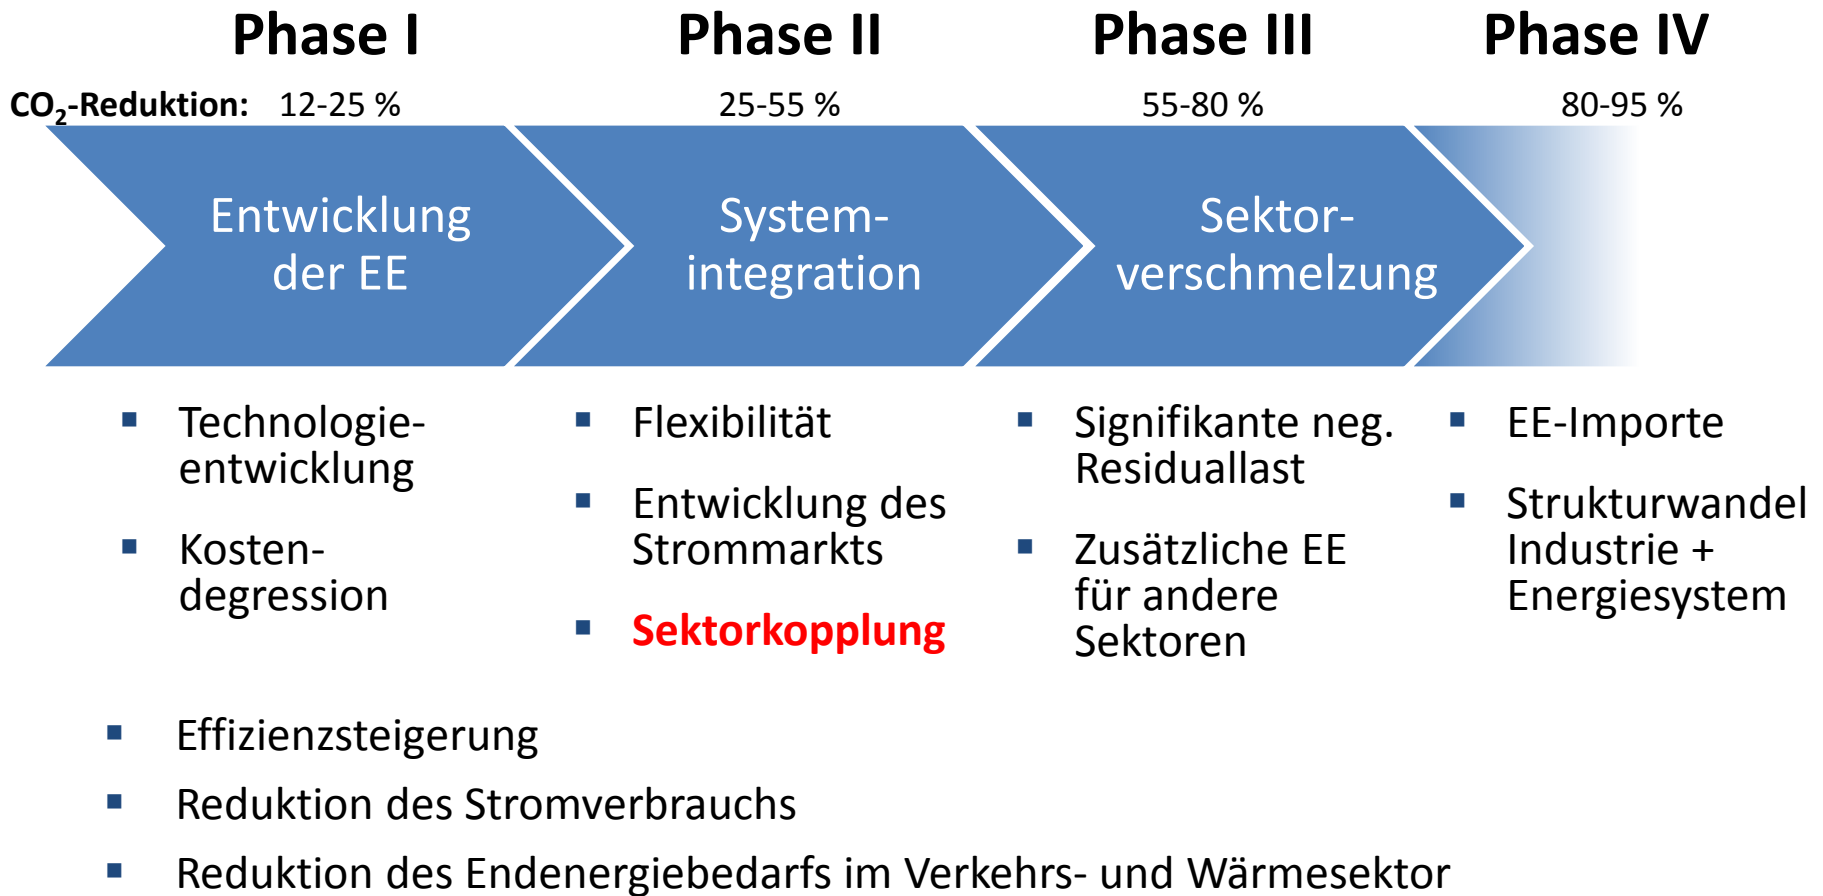 Phase I
Phase II
Phase III
Phase IV
CO₂-Reduktion: 12-25 %
25-55 %
55-80 %
80-95 %
Entwicklung
der EE
System-
integration
Sektor-
verschmelzung
Technologie-
entwicklung
Kosten-
degression
Flexibilität
Entwicklung des
Strommarkts
Sektorkopplung
Signifikante neg.
Residuallast
Zusätzliche EE
für andere
Sektoren
EE-Importe
Strukturwandel
Industrie +
Energiesystem
Effizienzsteigerung
Reduktion des Stromverbrauchs
Reduktion des Endenergiebedarfs im Verkehrs- und Wärmesektor